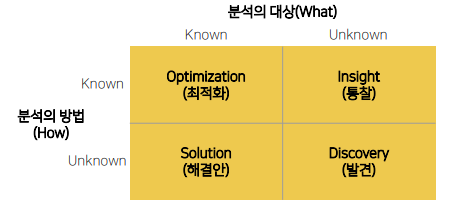 분석의 대상(What)
Known Unknown
Known
Optimization
(최적화)
Insight
(통찰)
분석의 방법
(How)
Unknown
Solution
(해결안)
Discovery
(발견)